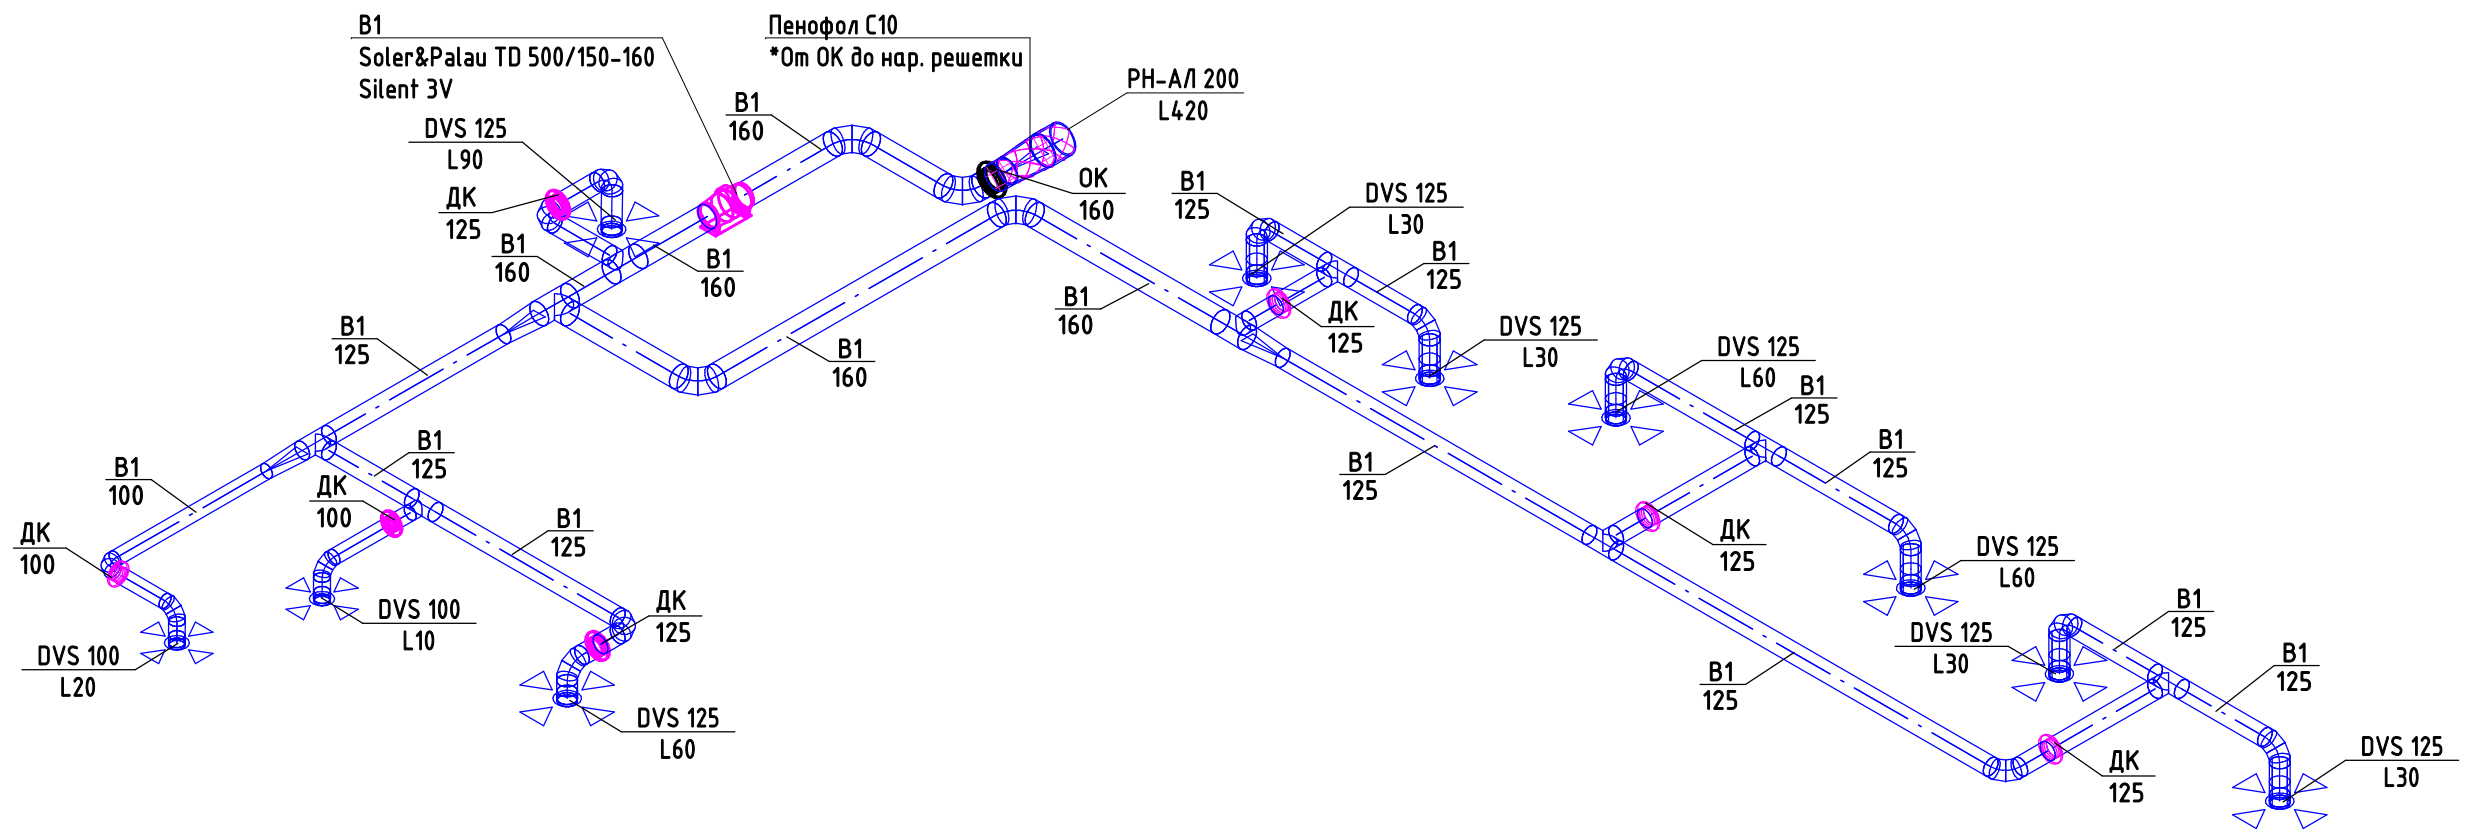 В1
Soler&Palau TD 500/150-160
Silent 3V
Пенофол С10
*От ОК до нар. решетки
РН-АЛ 200
L420
В1
160
DVS 125
L90
ДК
125
ОК
160
В1
125
DVS 125
L30
В1
160
В1
160
В1
125
В1
160
ДК
125
DVS 125
L30
В1
125
В1
160
DVS 125
L60
В1
125
В1
125
В1
125
В1
100
ДК
100
В1
125
В1
125
ДК
100
ДК
125
DVS 125
L60
DVS 100
L10
ДК
125
В1
125
DVS 125
L30
DVS 100
L20
В1
125
В1
125
DVS 125
L60
DVS 125
L30
ДК
125